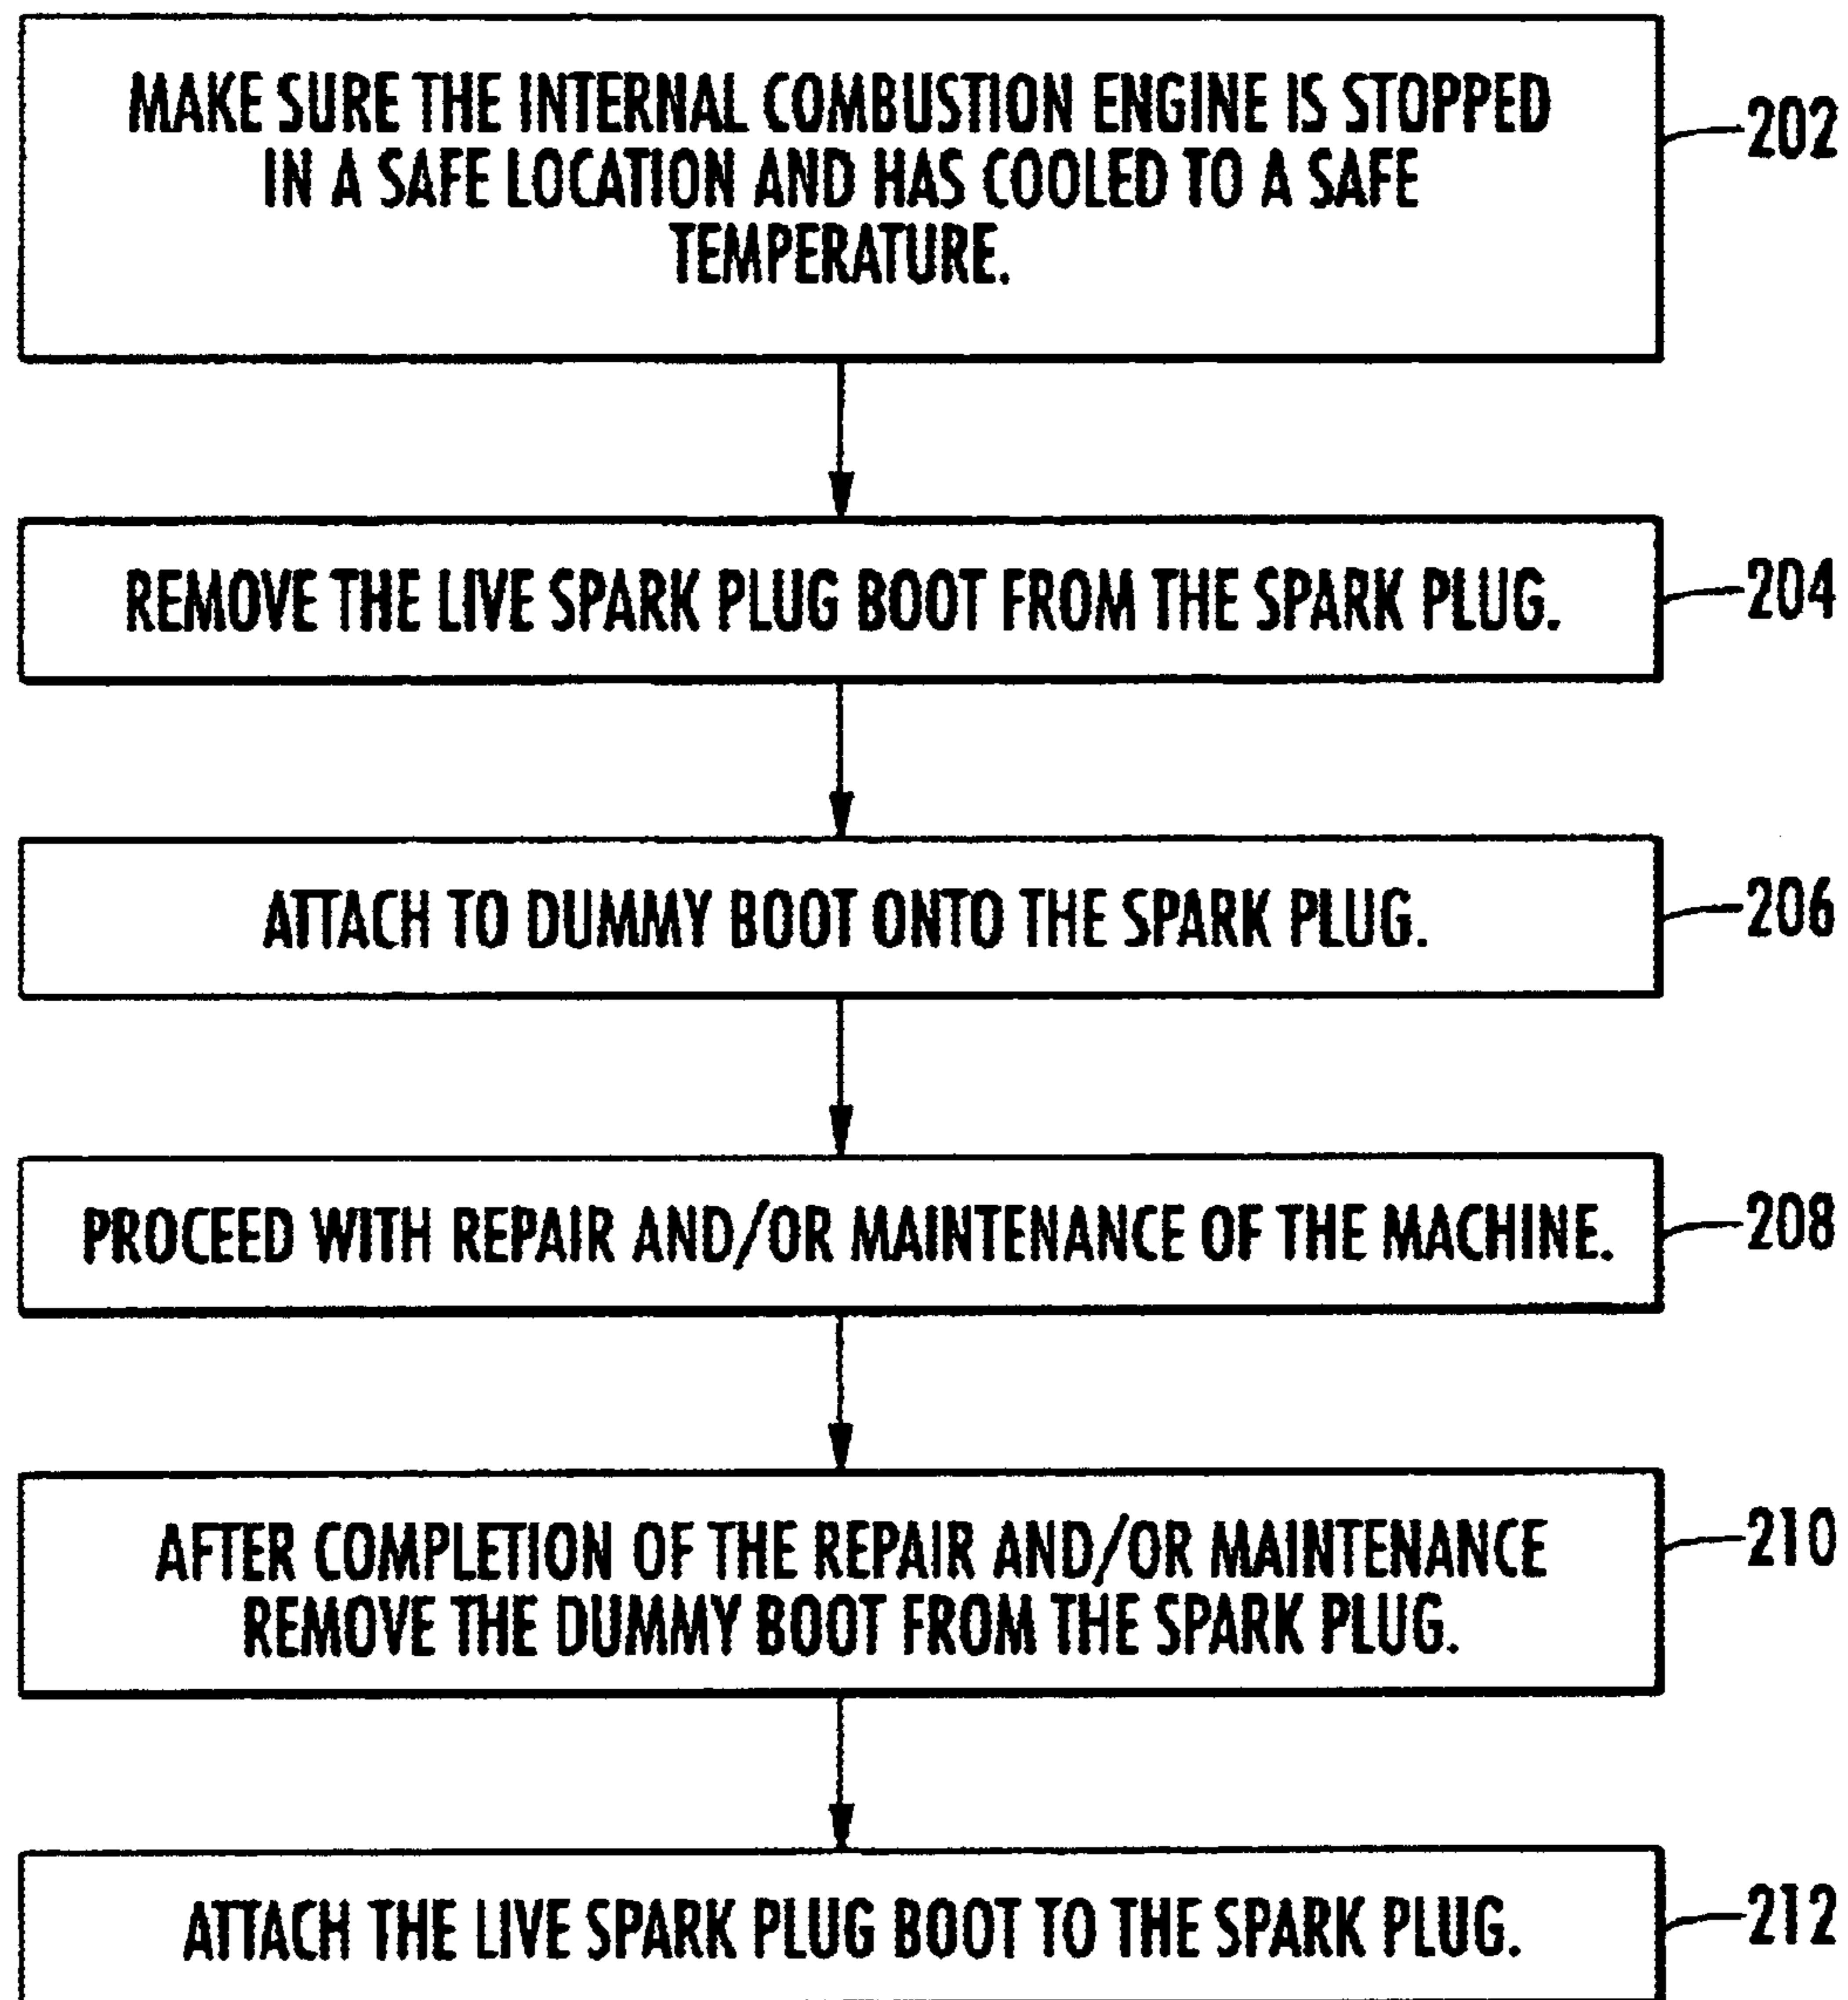 MAKE SURE THE INTERNAL COMBUSTION ENGINE IS STOPPED
IN A SAFE LOCATION AND HAS COOLED TO A SAFE
TEMPERATURE.
202
REMOVE THE LIVE SPARK PLUG BOOT FROM THE SPARK PLUG.
204
ATTACH TO DUMMY BOOT ONTO THE SPARK PLUG.
206
PROCEED WITH REPAIR AND/OR MAINTENANCE OF THE MACHINE.
208
AFTER COMPLETION OF THE REPAIR AND/OR MAINTENANCE
REMOVE THE DUMMY BOOT FROM THE SPARK PLUG.
210
ATTACH THE LIVE SPARK PLUG BOOT TO THE SPARK PLUG.
212